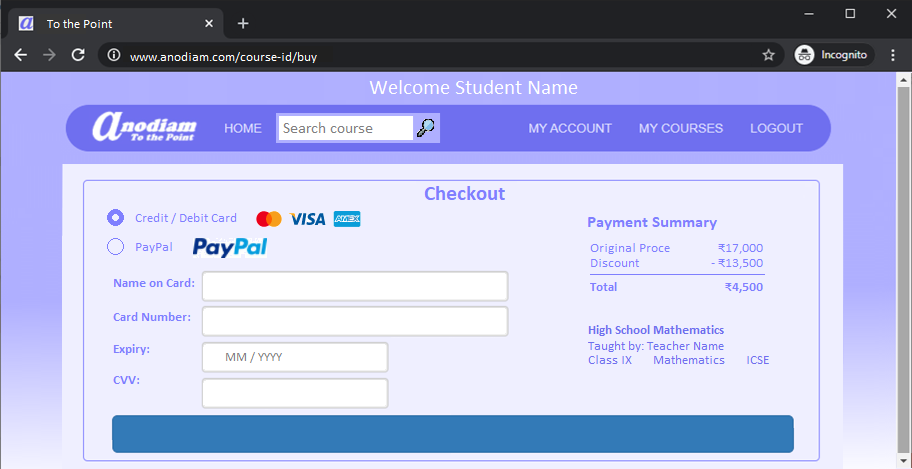 To the Point
www.anodiam.com/course-id/buy
Incognito
Welcome Student Name
anodiam
To the Point
HOME
Search course
MY ACCOUNT
MY COURSES
LOGOUT
Checkout
Credit / Debit Card
VISA
AMEX
PayPal
PayPal
Name on Card:
Card Number:
Expiry:
MM / YYYY
CVV:
Payment Summary
Original Proce ₹17,000
Discount - ₹13,500
Total ₹4,500
High School Mathematics
Taught by: Teacher Name
Class IX Mathematics ICSE